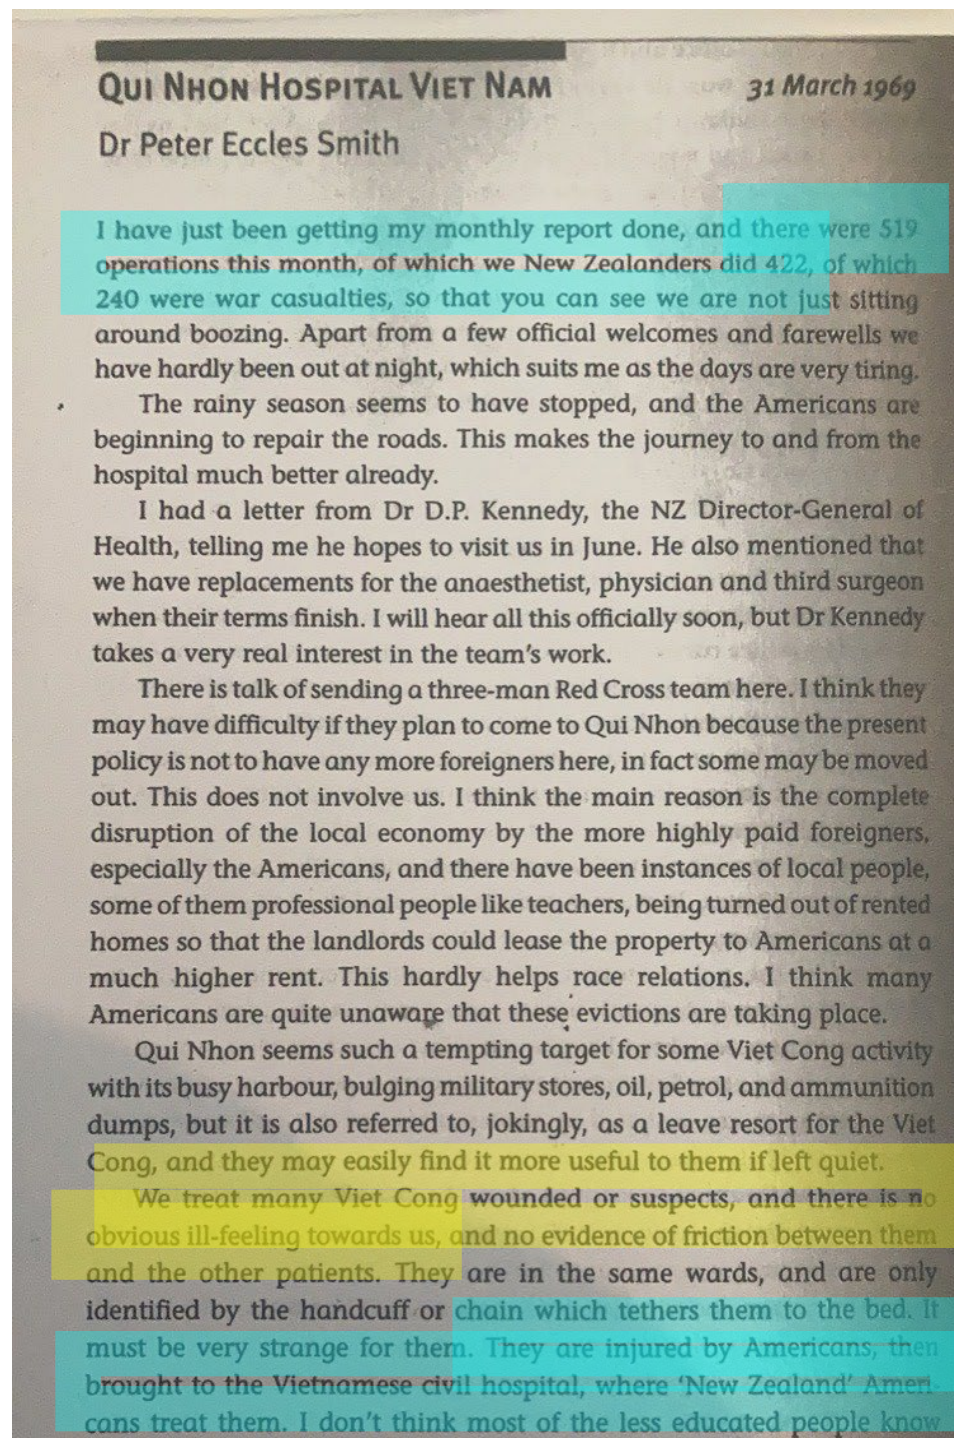 QUI NHON HOSPITAL VIET NAM 31 March 1969
Dr Peter Eccles Smith
I have just been getting my monthly report done, and there were 519
operations this month, of which we New Zealanders did 422, of which
240 were war casualties, so that you can see we are not just sitting
around boozing. Apart from a few official welcomes and farewells we
have hardly been out at night, which suits me as the days are very tiring.
The rainy season seems to have stopped, and the Americans are
beginning to repair the roads. This makes the journey to and from the
hospital much better already.
I had a letter from Dr D.P. Kennedy, the NZ Director-General of
Health, telling me he hopes to visit us in June. He also mentioned that
we have replacements for the anaesthetist, physician and third surgeon
when their terms finish. I will hear all this officially soon, but Dr Kennedy
takes a very real interest in the team's work.
There is talk of sending a three-man Red Cross team here. I think they
may have difficulty if they plan to come to Qui Nhon because the present
policy is not to have any more foreigners here, in fact some may be moved
out. This does not involve us. I think the main reason is the complete
disruption of the local economy by the more highly paid foreigners,
especially the Americans, and there have been instances of local people,
some of them professional people like teachers, being turned out of rented
homes so that the landlords could lease the property to Americans at a
much higher rent. This hardly helps race relations. I think many
Americans are quite unaware that these evictions are taking place.
Qui Nhon seems such a tempting target for some Viet Cong activity
with its busy harbour, bulging military stores, oil, petrol, and ammunition
dumps, but it is also referred to, jokingly, as a leave resort for the Viet
Cong, and they may easily find it more useful to them if left quiet.
We treat many Viet Cong wounded or suspects, and there is no
obvious ill-feeling towards us, and no evidence of friction between them
and the other patients. They are in the same wards, and are only
identified by the handcuff or chain which tethers them to the bed. It
must be very strange for them. They are injured by Americans, then
brought to the Vietnamese civil hospital, where 'New Zealand' Ameri-
cans treat them. I don't think most of the less educated people know